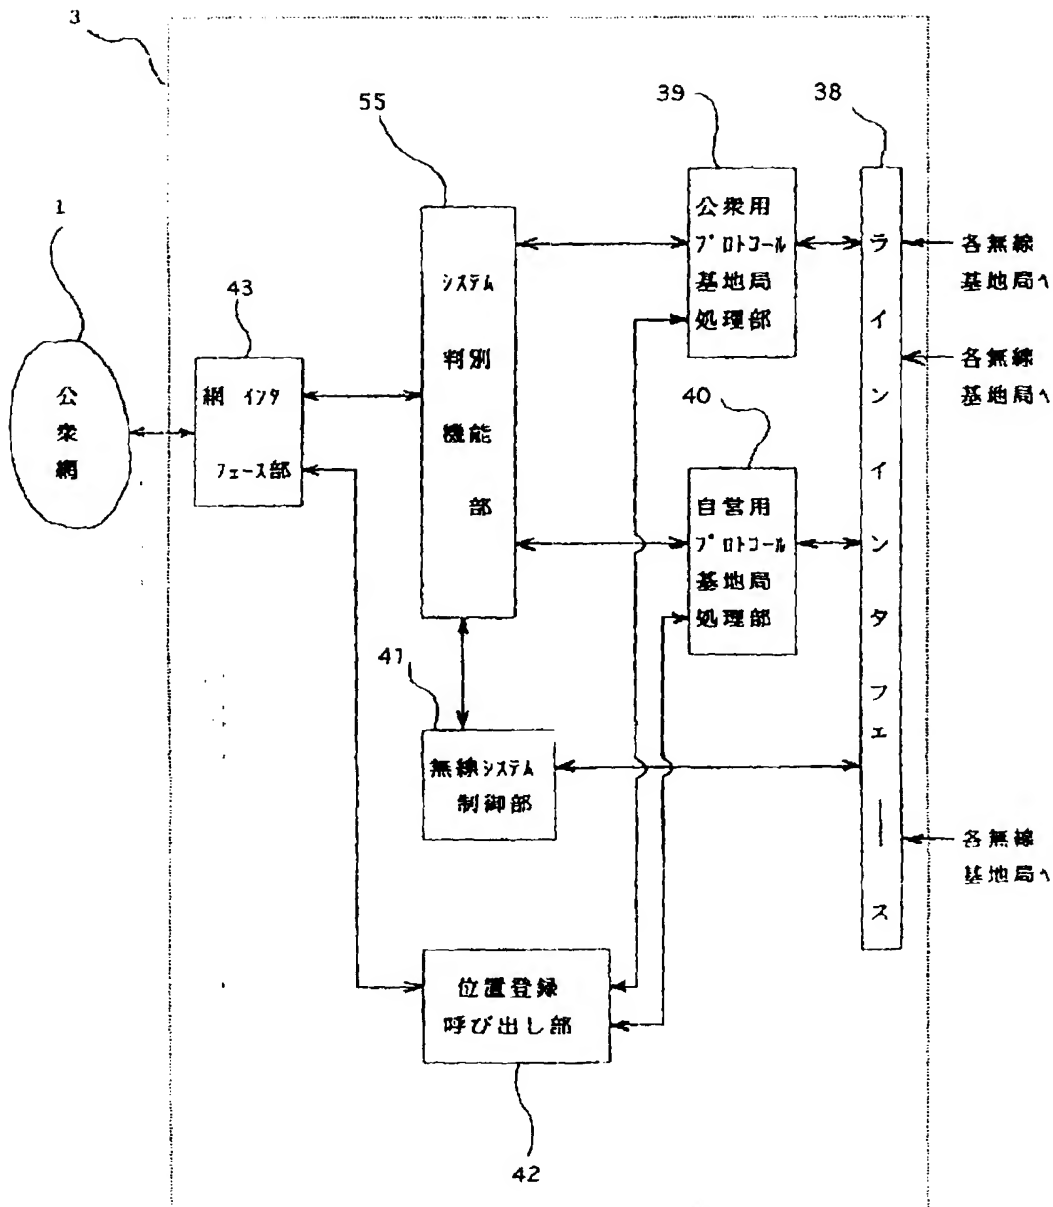 3
55
39
38
1
43
公衆網
網 インタ
フェース部
システム
判別
機能
部
公衆用
プロトコール
基地局
処理部
40
自営用
プロトコール
基地局
処理部
ラインインタフェース
各無線
基地局へ
各無線
基地局へ
各無線
基地局へ
41
無線システム
制御部
位置登録
呼び出し部
42